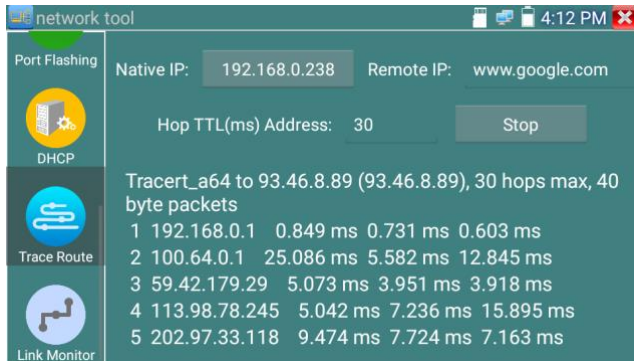 network tool
4:12 PM
Port Flashing
DHCP
Trace Route
Link Monitor
Native IP: 192.168.0.238 Remote IP: www.google.com
Hop TTL(ms) Address: 30 Stop
Tracert_a64 to 93.46.8.89 (93.46.8.89), 30 hops max, 40
byte packets
1 192.168.0.1 0.849 ms 0.731 ms 0.603 ms
2 100.64.0.1 25.086 ms 5.582 ms 12.845 ms
3 59.42.179.29 5.073 ms 3.951 ms 3.918 ms
4 113.98.78.245 5.042 ms 7.236 ms 15.895 ms
5 202.97.33.118 9.474 ms 7.724 ms 7.163 ms